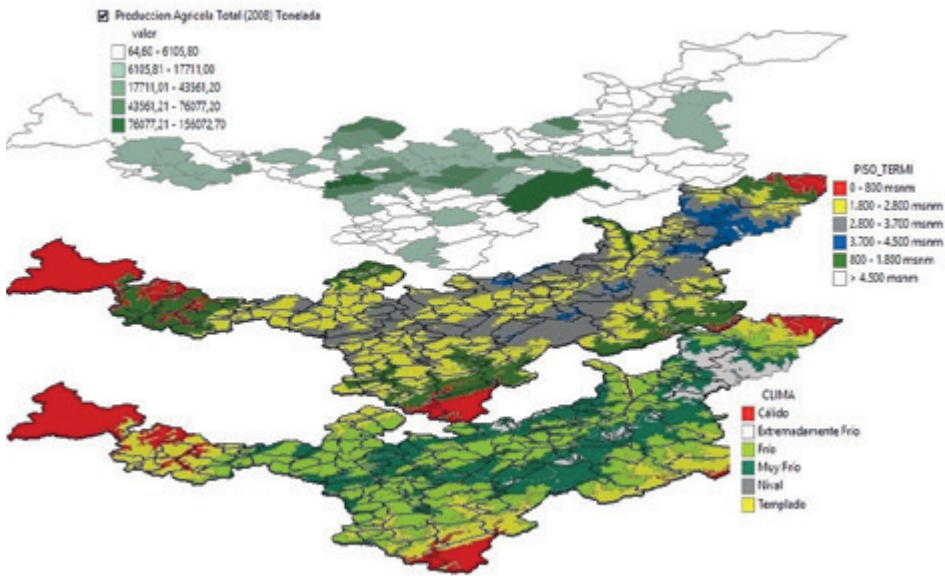 Produccion Agricola Total (2008) Tonelada
valor
64,60 - 6105,80
6105,81 - 17711,00
17711,01 - 43561,20
43561,21 - 76077,20
76077,21 - 156072,70
PISO_TERMI
0 - 800 msnm
1.800 - 2.800 msnm
2.800 - 3.700 msnm
3.700 - 4.500 msnm
800 - 1.800 msnm
> 4.500 msnm
CLIMA
Cálido
Extremadamente Frío
Frío
Muy Frío
Nival
Templado